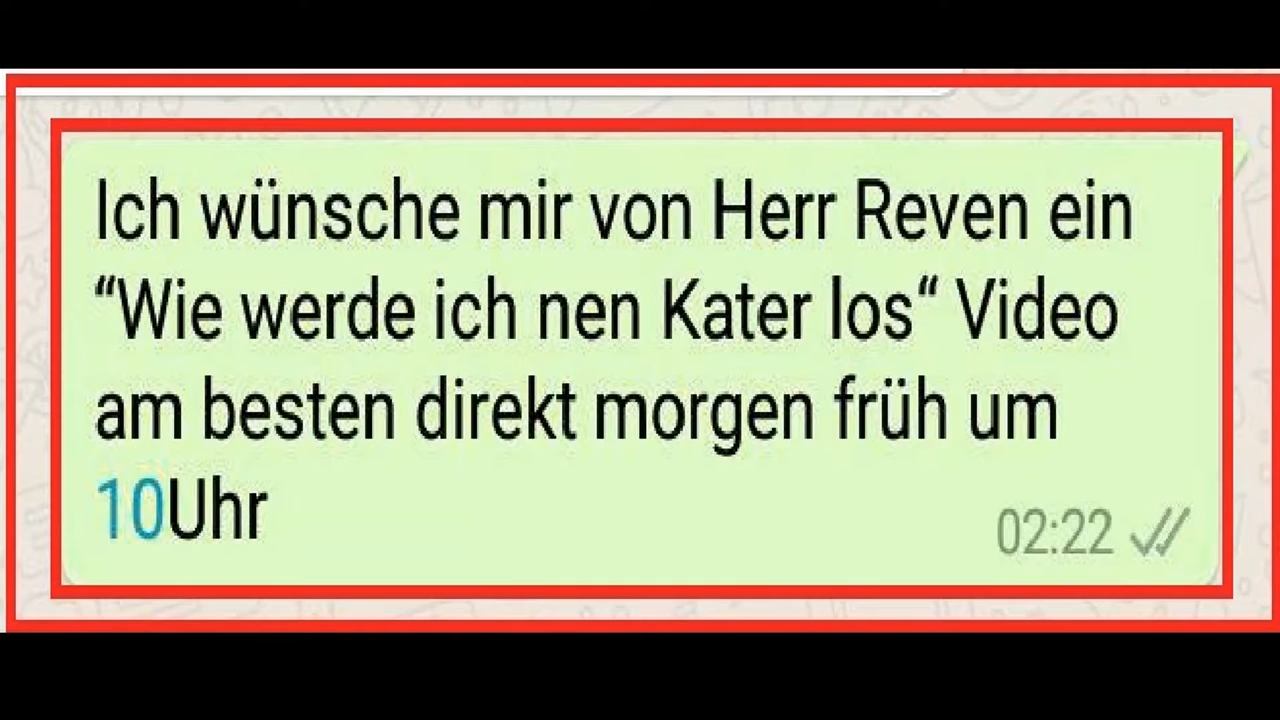 Ich wünsche mir von Herr Reven ein
“Wie werde ich nen Kater los“ Video
am besten direkt morgen früh um
10Uhr
02:22